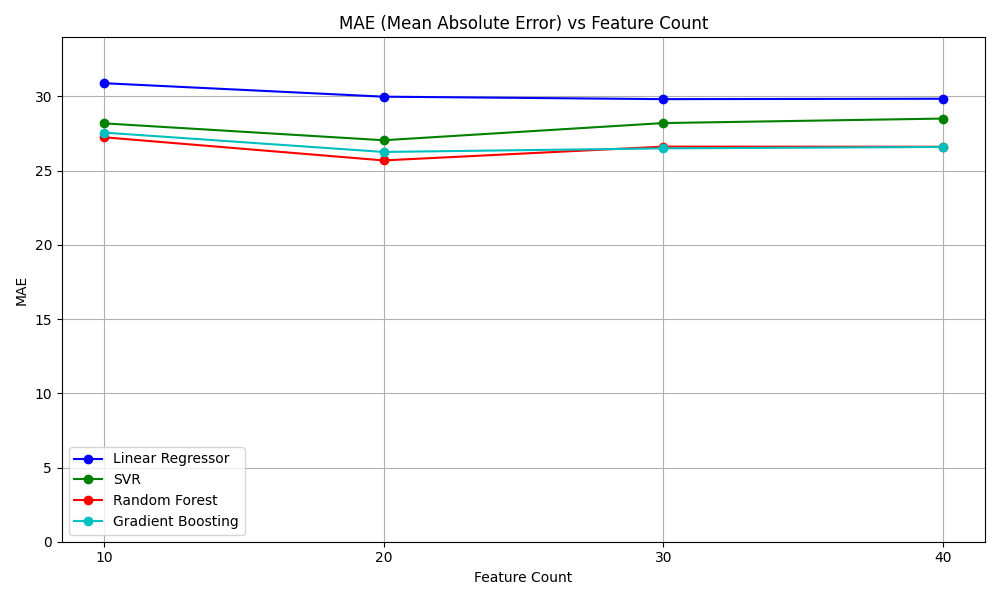 MAE (Mean Absolute Error) vs Feature Count
MAE
30
25
20
15
10
5
0
Linear Regressor
SVR
Random Forest
Gradient Boosting
10 20 30 40
Feature Count